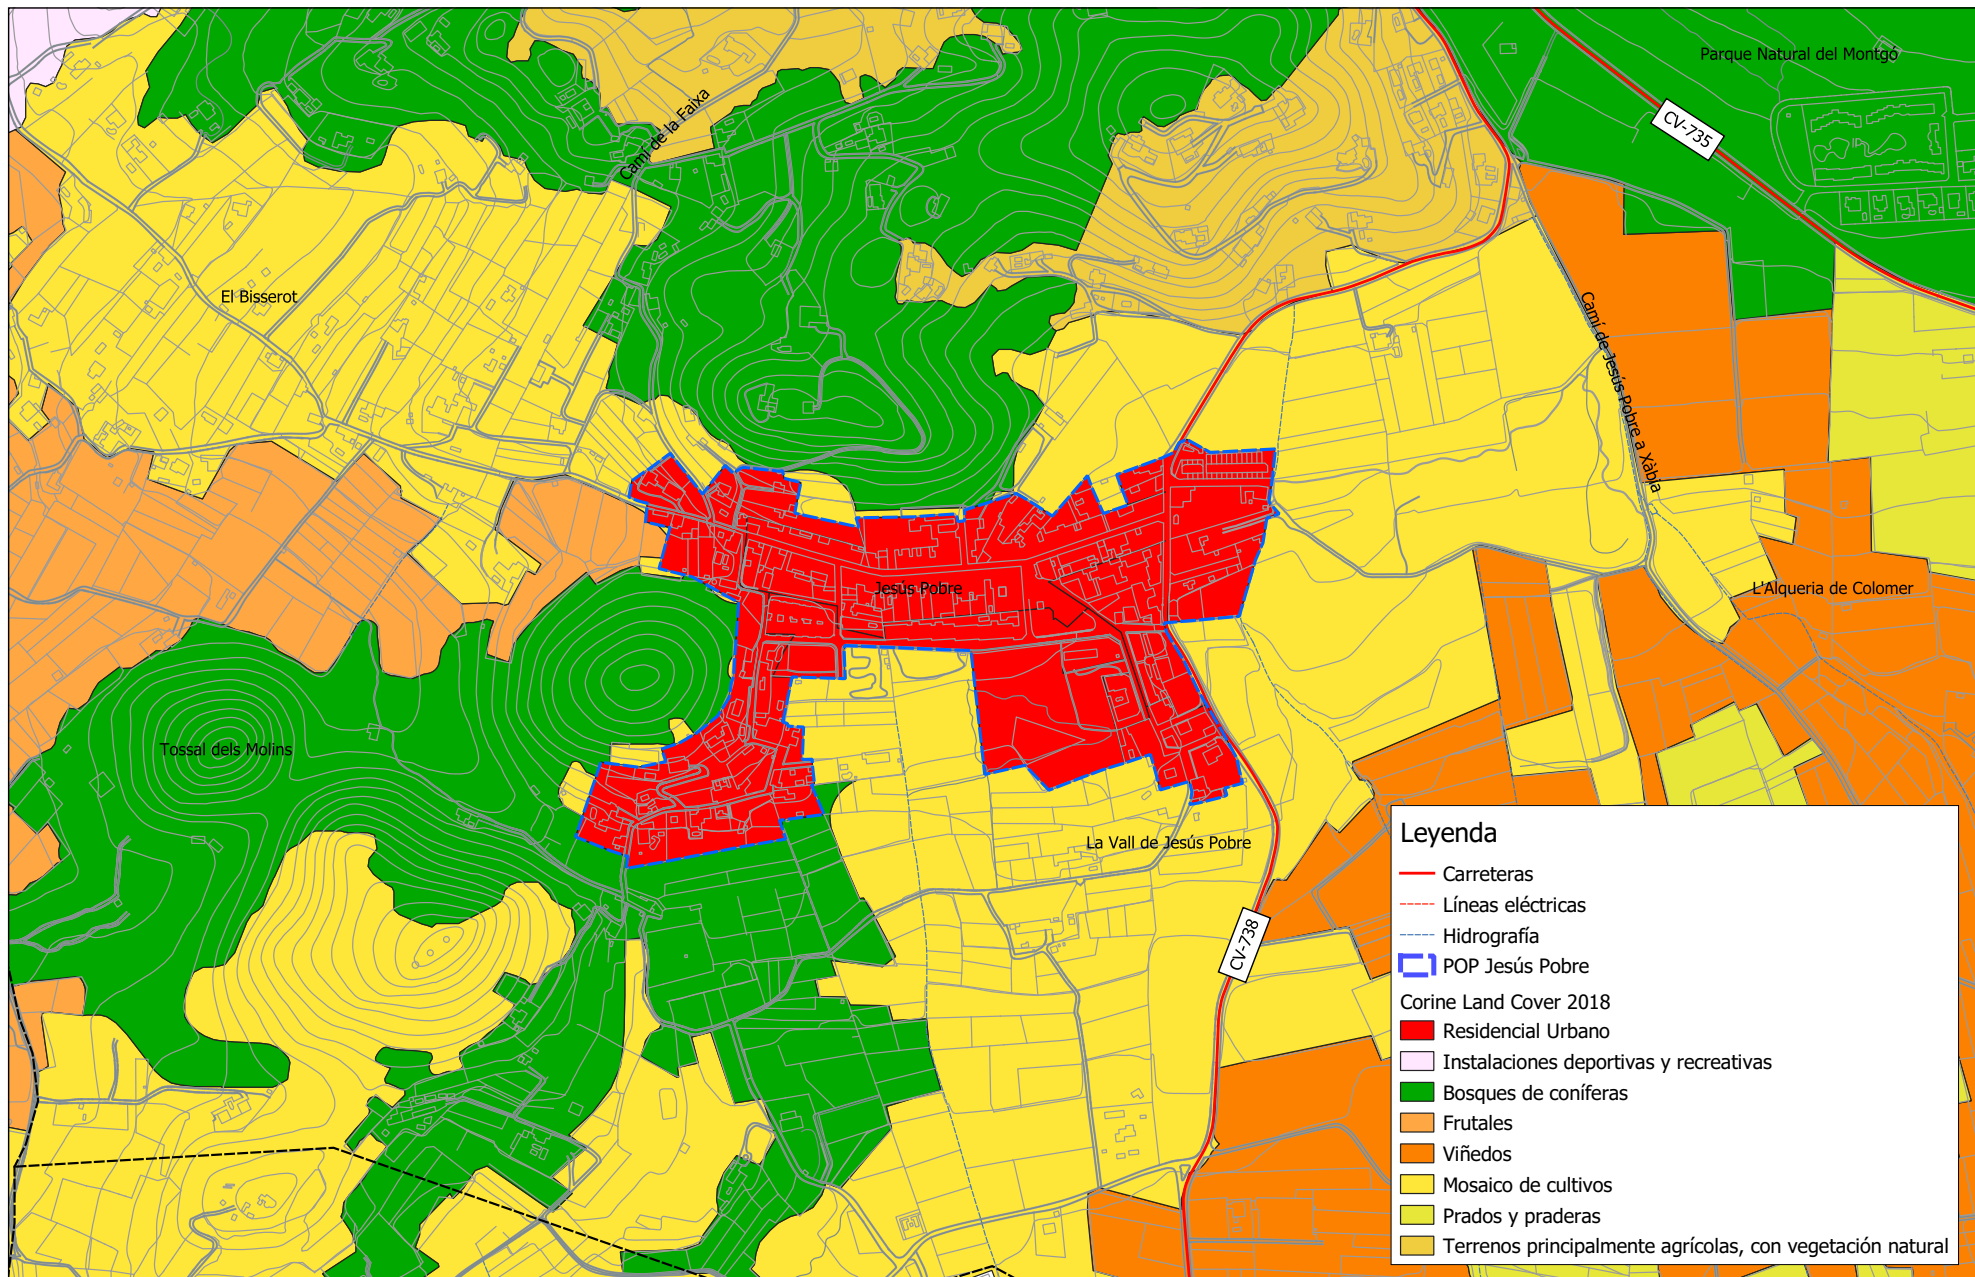 Parque Natural del Montgó
CV-735
Camí de la Faixa
El Bisserot
Camí de Jesús Pobre a Xàbia
Jesús Pobre
L'Alqueria de Colomer
Tossal dels Molins
La Vall de Jesús Pobre
CV-738
Leyenda
Carreteras
Líneas eléctricas
Hidrografía
POP Jesús Pobre
Corine Land Cover 2018
Residencial Urbano
Instalaciones deportivas y recreativas
Bosques de coníferas
Frutales
Viñedos
Mosaico de cultivos
Prados y praderas
Terrenos principalmente agrícolas, con vegetación natural